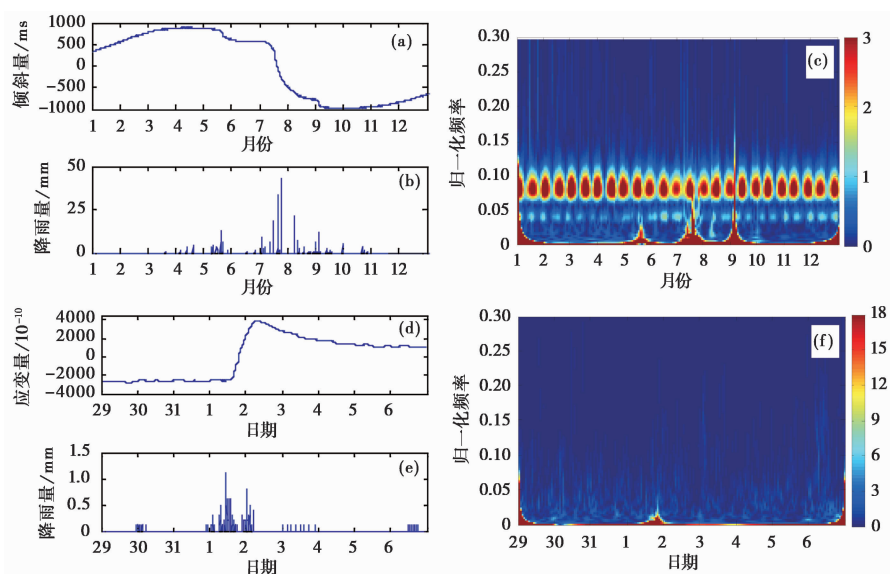 1000
500
0
−500
−1000
倾斜量/ms
(a)
1 2 3 4 5 6 7 8 9 10 11 12
月份
50
25
0
降雨量/mm
(b)
1 2 3 4 5 6 7 8 9 10 11 12
月份
0.30
0.25
0.20
0.15
0.10
0.05
0
归一化频率
(c)
3
2
1
0
1 2 3 4 5 6 7 8 9 10 11 12
月份
4000
2000
0
−2000
−4000
应变量/10⁻¹⁰
(d)
29 30 31 1 2 3 4 5 6
日期
1.5
1.0
0.5
0
降雨量/mm
(e)
29 30 31 1 2 3 4 5 6
日期
0.30
0.25
0.20
0.15
0.10
0.05
0
归一化频率
(f)
18
15
12
9
6
3
0
29 30 31 1 2 3 4 5 6
日期